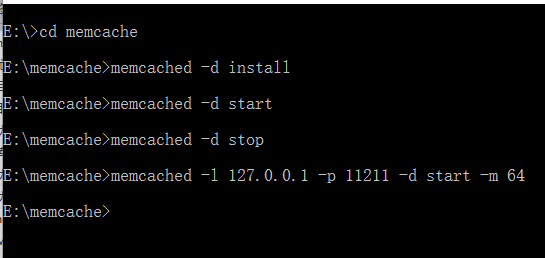 E:\>cd memcache
E:\memcache>memcached -d install
E:\memcache>memcached -d start
E:\memcache>memcached -d stop
E:\memcache>memcached -l 127.0.0.1 -p 11211 -d start -m 64
E:\memcache>